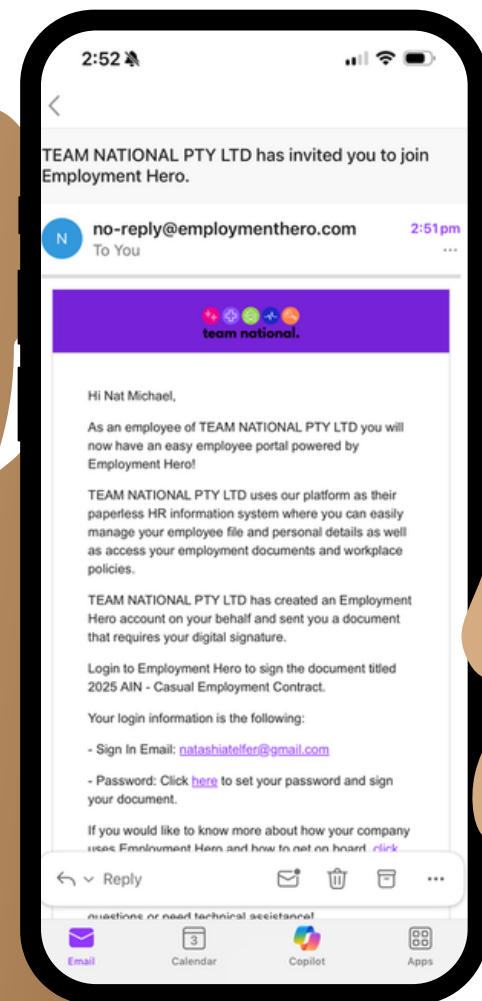 2:52
TEAM NATIONAL PTY LTD has invited you to join
Employment Hero.
N
no-reply@employmenthero.com
2:51 pm
To You
team national.
Hi Nat Michael,
As an employee of TEAM NATIONAL PTY LTD you will
now have an easy employee portal powered by
Employment Hero!
TEAM NATIONAL PTY LTD uses our platform as their
paperless HR information system where you can easily
manage your employee file and personal details as well
as access your employment documents and workplace
policies.
TEAM NATIONAL PTY LTD has created an Employment
Hero account on your behalf and sent you a document
that requires your digital signature.
Login to Employment Hero to sign the document titled
2025 AIN - Casual Employment Contract.
Your login information is the following:
- Sign In Email: natashiatelfer@gmail.com
- Password: Click here to set your password and sign
your document.
If you would like to know more about how your company
uses Employment Hero and how to get on board, click
Reply
questions or need technical assistance!
3
Email
Calendar
Copilot
Apps